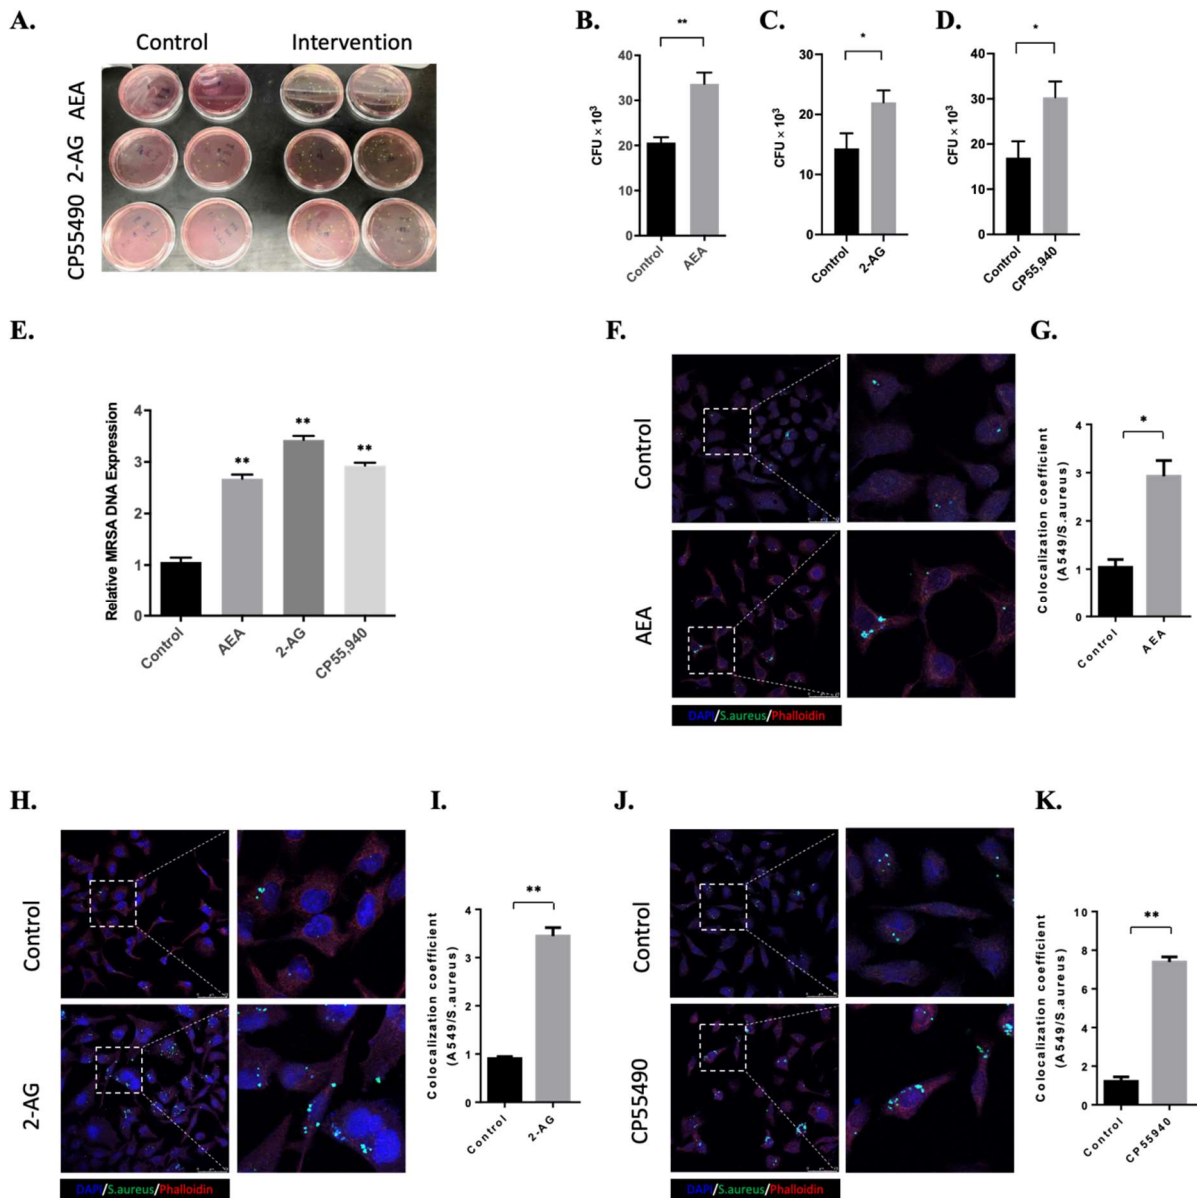 A.
Control Intervention
AEA
2-AG
CP55490
B.
**
CFU × 10³
40
30
20
10
0
Control AEA
C.
*
CFU × 10³
30
20
10
0
Control 2-AG
D.
*
CFU × 10³
40
30
20
10
0
Control CP55,940
E.
Relative MRSA DNA Expression
4
3
2
1
0
** ** **
Control AEA 2-AG CP55,940
F.
Control
AEA
DAPI/S.aureus/Phalloidin
G.
*
Colocalization coefficient
(A549/S.aureus)
4
3
2
1
0
Control AEA
H.
Control
2-AG
DAPI/S.aureus/Phalloidin
I.
**
Colocalization coefficient
(A549/S.aureus)
4
3
2
1
0
Control 2-AG
J.
Control
CP55490
DAPI/S.aureus/Phalloidin
K.
**
Colocalization coefficient
(A549/S.aureus)
10
8
6
4
2
0
Control CP55940